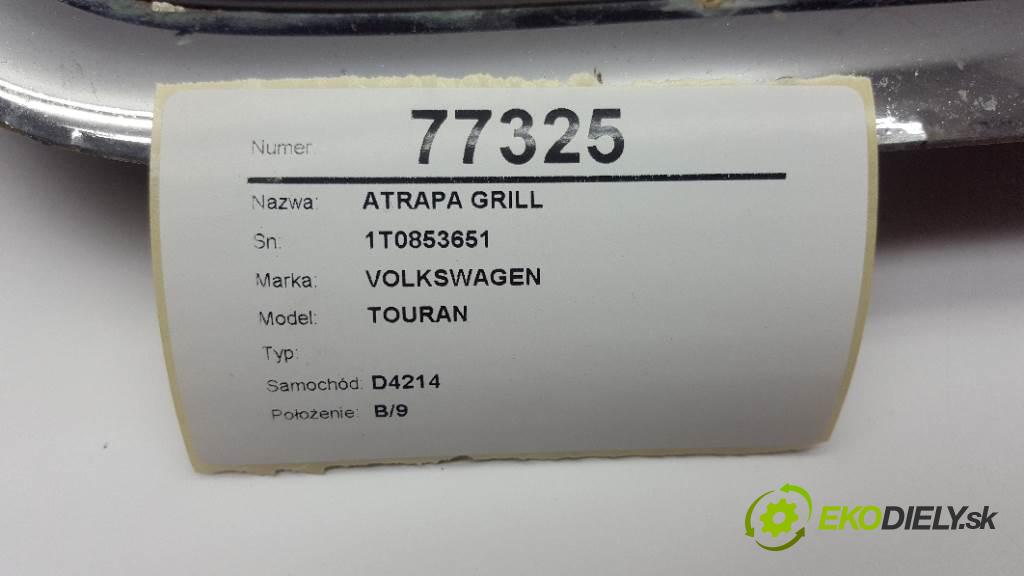 Numer: 77325
Nazwa: ATRAPA GRILL
Sn: 1T0853651
Marka: VOLKSWAGEN
Model: TOURAN
Typ:
Samochód: D4214
Położenie: B/9
EKODIELY.sk